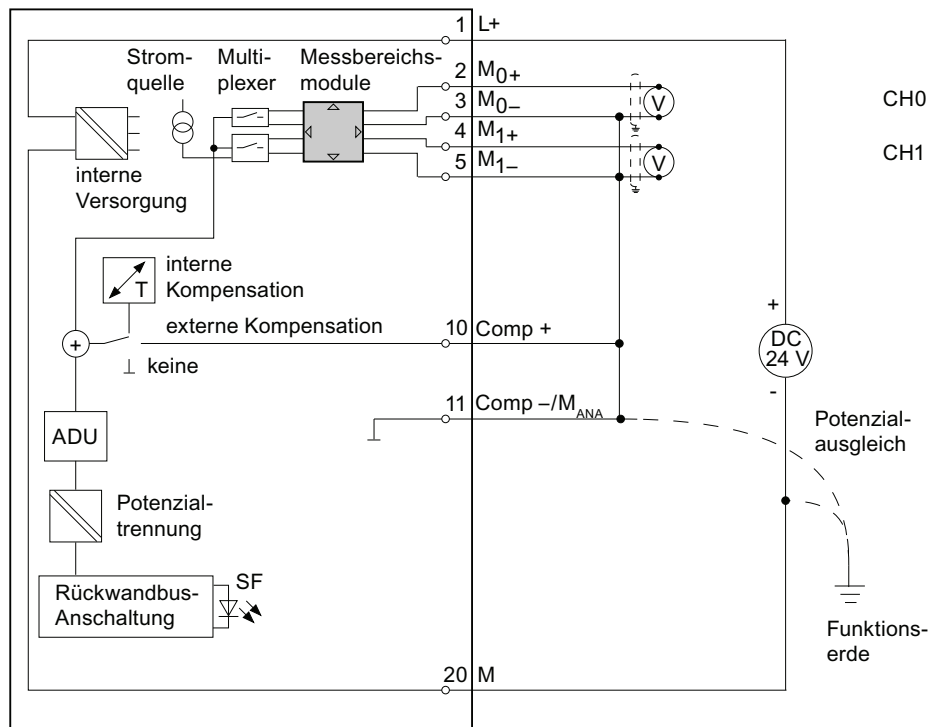 1 L+
Strom-
quelle
Multi-
plexer
Messbereichs-
module
2 M0+
3 M0–
4 M1+
5 M1–
V
V
CH0
CH1
interne
Versorgung
T
interne
Kompensation
+
externe Kompensation
keine
10 Comp +
+
DC
24 V
-
11 Comp –/MANA
Potenzial-
ausgleich
ADU
Potenzial-
trennung
Rückwandbus-
Anschaltung
SF
Funktions-
erde
20 M